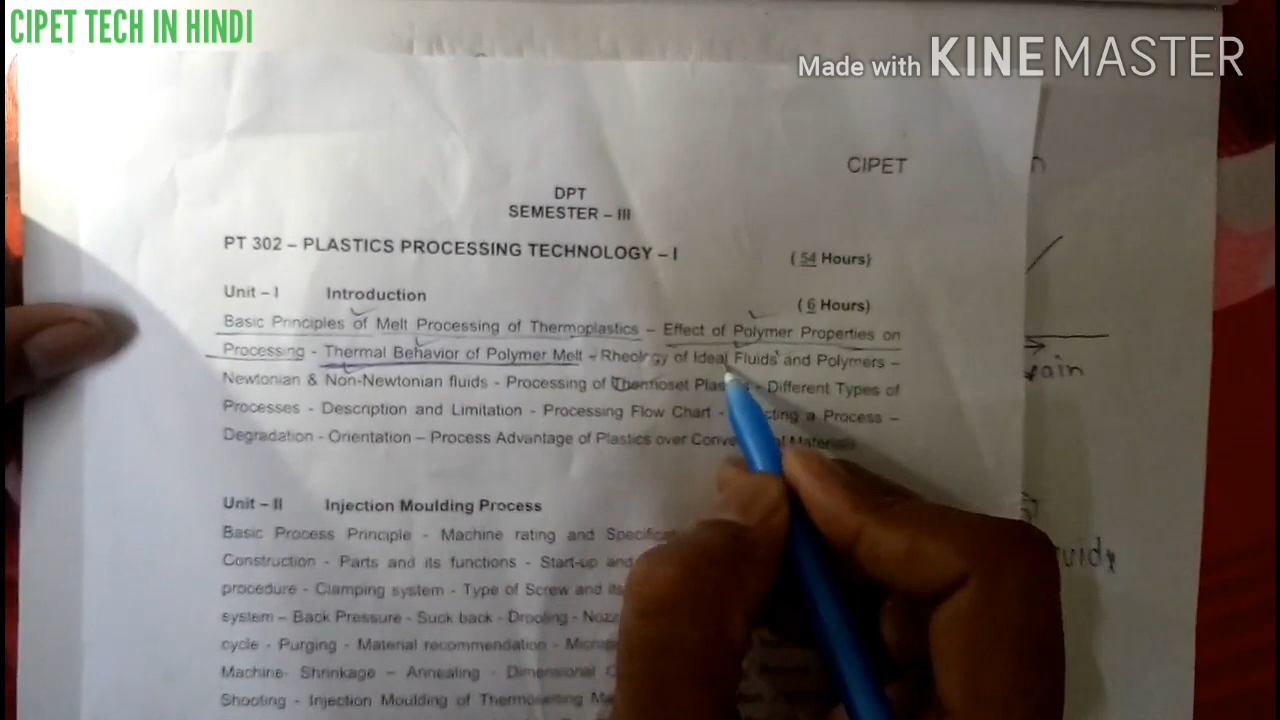 CIPET TECH IN HINDI
Made with KINEMASTER
CIPET
DPT
SEMESTER – III
PT 302 – PLASTICS PROCESSING TECHNOLOGY – I
( 54 Hours)
Unit – I Introduction
( 6 Hours)
Basic Principles of Melt Processing of Thermoplastics – Effect of Polymer Properties on
Processing - Thermal Behavior of Polymer Melt - Rheology of Ideal Fluids and Polymers –
Newtonian & Non-Newtonian fluids - Processing of Thermoset - Different Types of
Processes - Description and Limitation - Processing Flow Chart - a Process –
Degradation - Orientation – Process Advantage of Plastics over of Materials
Unit – II Injection Moulding Process
Basic Process Principle - Machine rating and
Construction - Parts and its functions - Start-up and
procedure - Clamping system - Type of Screw and its
system – Back Pressure - Suck back - Drooling -
cycle - Purging - Material recommendation -
Machine- Shrinkage – Annealing - Dimensional
Shooting - Injection Moulding of Thermosetting